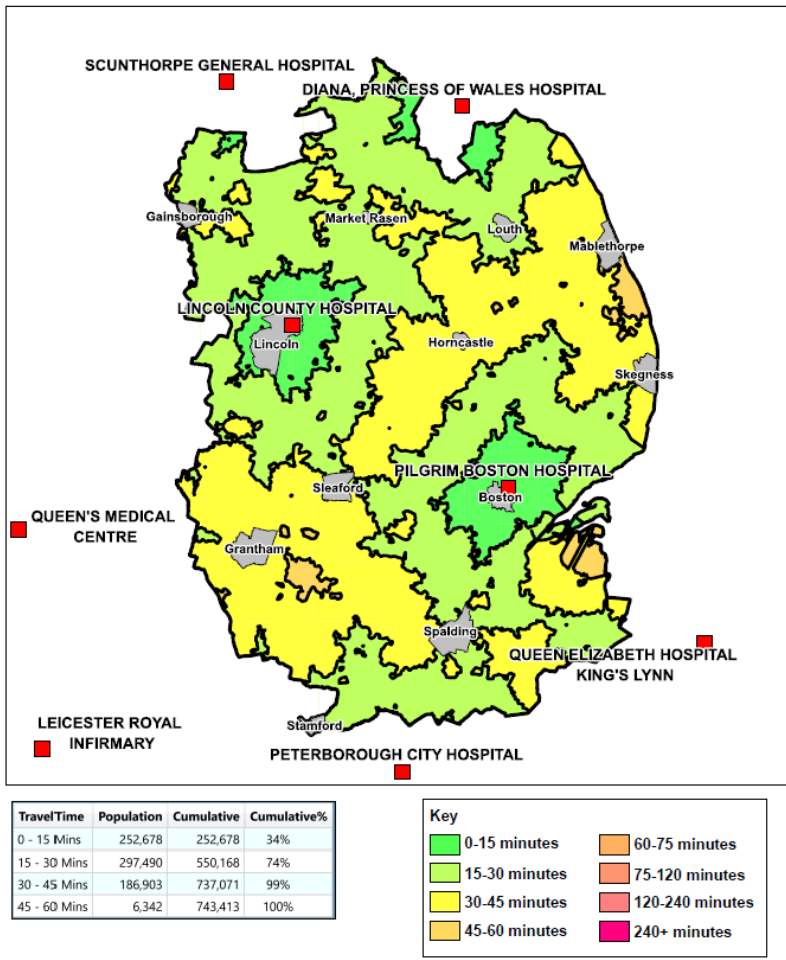 SCUNTHORPE GENERAL HOSPITAL
DIANA, PRINCESS OF WALES HOSPITAL
Gainsborough
Market Rasen
Louth
Mablethorpe
LINCOLN COUNTY HOSPITAL
Lincoln
Horncastle
Skegness
PILGRIM BOSTON HOSPITAL
Sleaford
Boston
QUEEN'S MEDICAL
CENTRE
Grantham
Spalding
QUEEN ELIZABETH HOSPITAL
KING'S LYNN
Stamford
LEICESTER ROYAL
INFIRMARY
PETERBOROUGH CITY HOSPITAL
TravelTime Population Cumulative Cumulative%
0 - 15 Mins 252,678 252,678 34%
15 - 30 Mins 297,490 550,168 74%
30 - 45 Mins 186,903 737,071 99%
45 - 60 Mins 6,342 743,413 100%
Key
0-15 minutes
15-30 minutes
30-45 minutes
45-60 minutes
60-75 minutes
75-120 minutes
120-240 minutes
240+ minutes